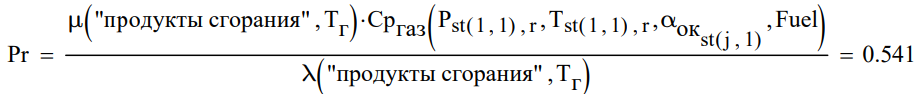 Pr = μ("продукты сгорания" ,Tг)·Cpгаз(Pst(1 , 1) , r ,Tst(1 , 1) , r ,αокst(j , 1) ,Fuel) / λ("продукты сгорания" ,Tг) = 0.541